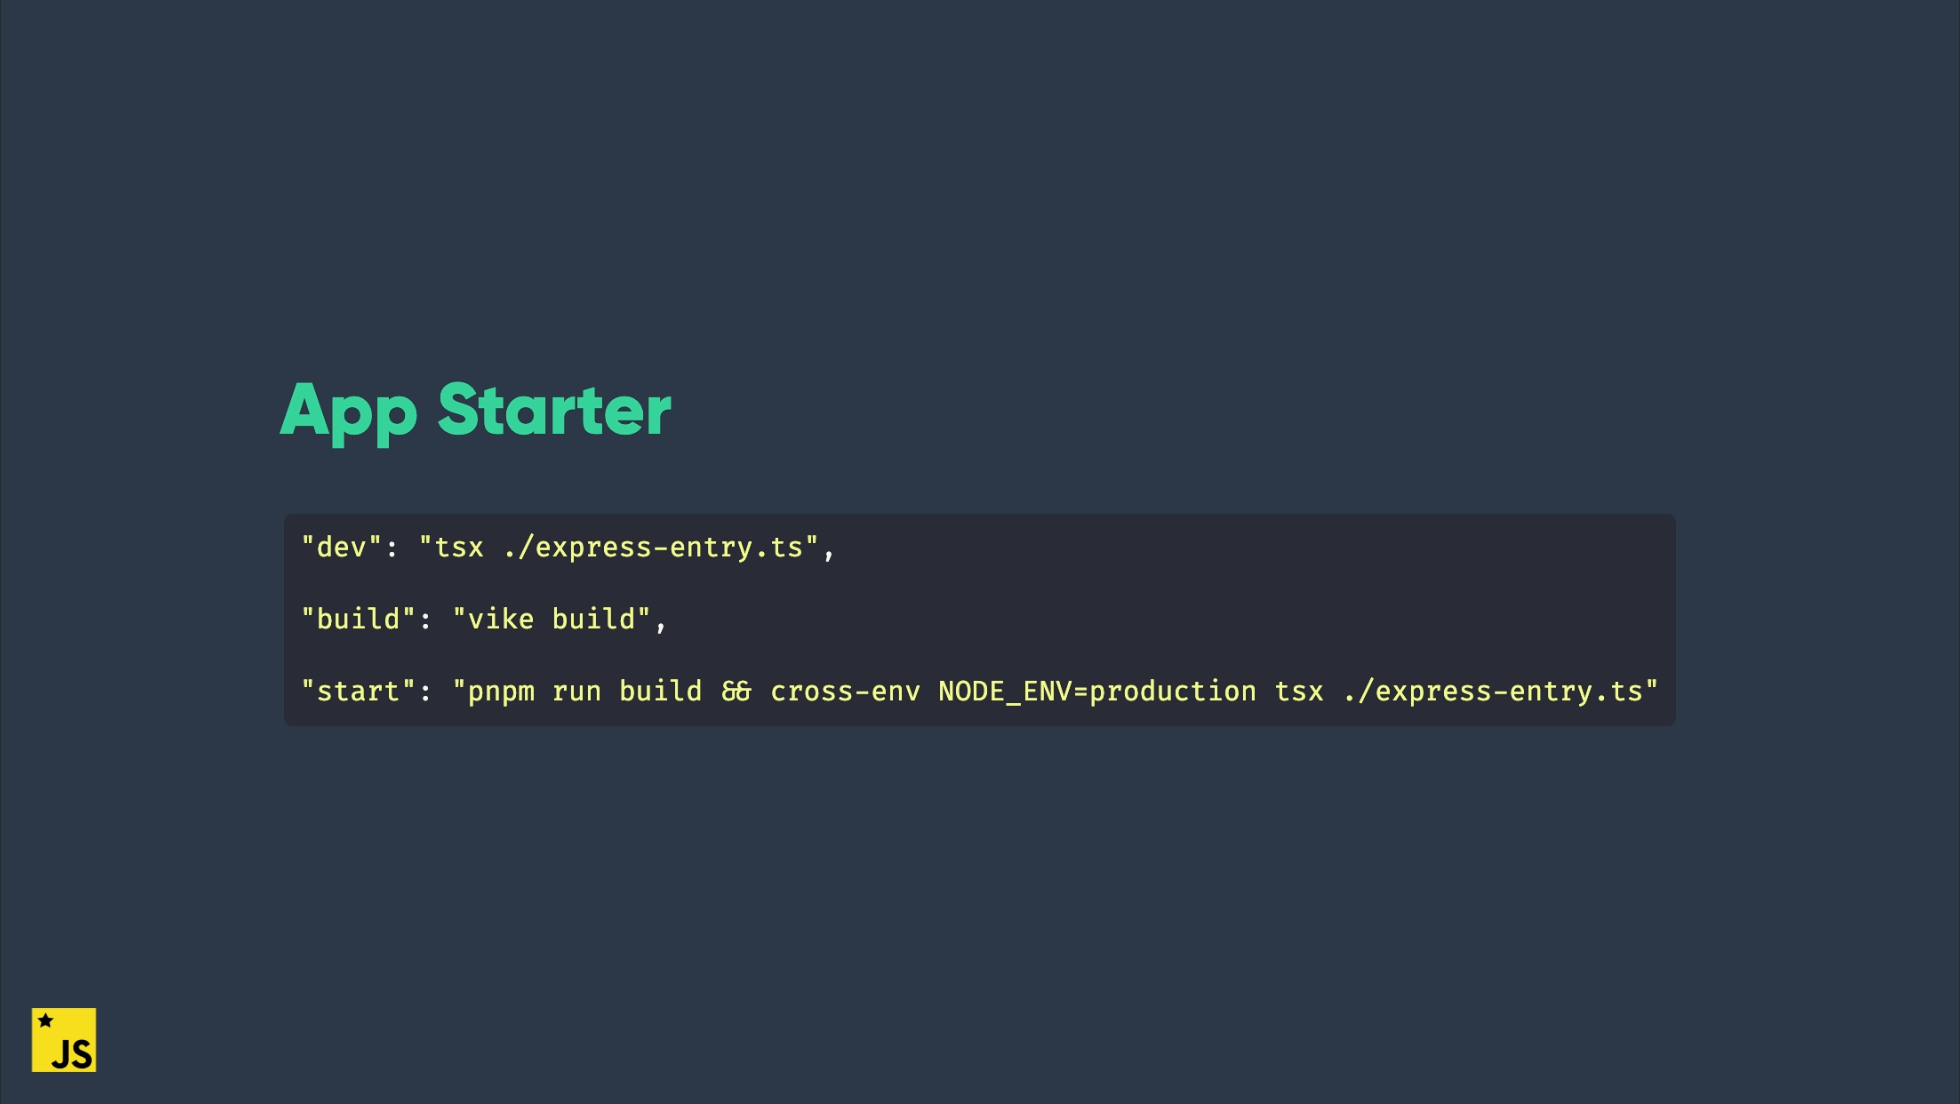 App Starter
"dev": "tsx ./express-entry.ts",
"build": "vike build",
"start": "pnpm run build && cross-env NODE_ENV=production tsx ./express-entry.ts"
JS